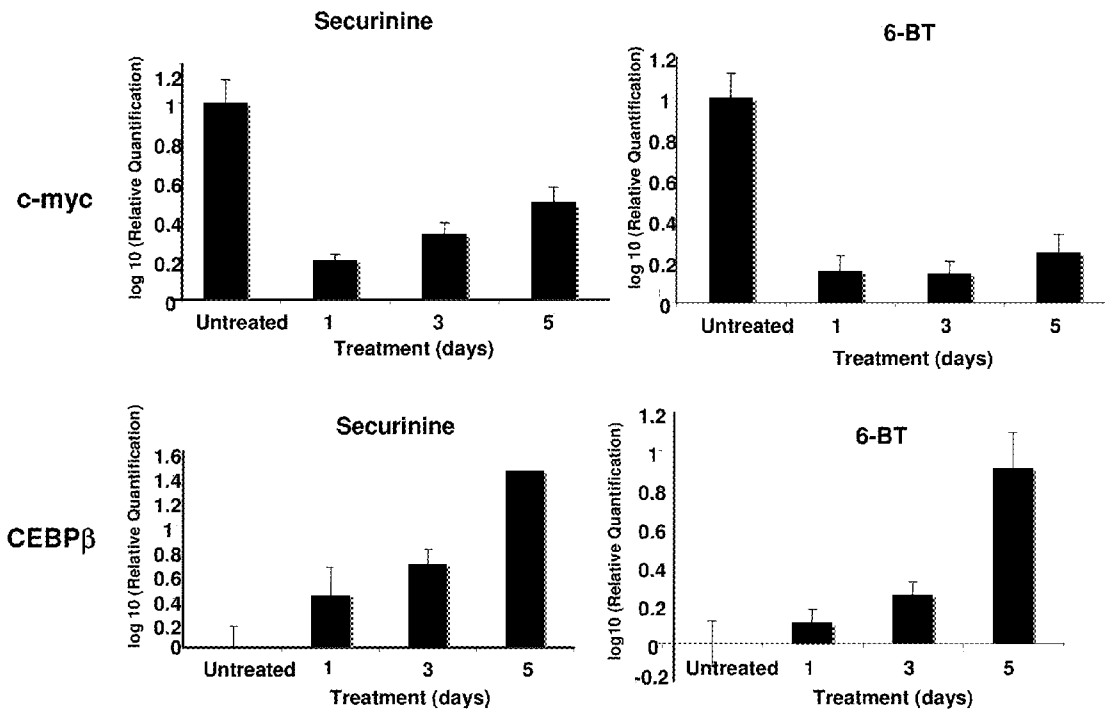 Securinine
c-myc
log 10 (Relative Quantification)
1.2
1
0.8
0.6
0.4
0.2
0
Untreated 1 3 5
Treatment (days)
6-BT
log 10 (Relative Quantification)
1.2
1
0.8
0.6
0.4
0.2
0
Untreated 1 3 5
Treatment (days)
Securinine
CEBPβ
log 10 (Relative Quantification)
1.6
1.4
1.2
1
0.8
0.6
0.4
0.2
0
Untreated 1 3 5
Treatment (days)
6-BT
log10 (Relative Quantification)
1.2
1
0.8
0.6
0.4
0.2
0
-0.2
Untreated 1 3 5
Treatment (days)